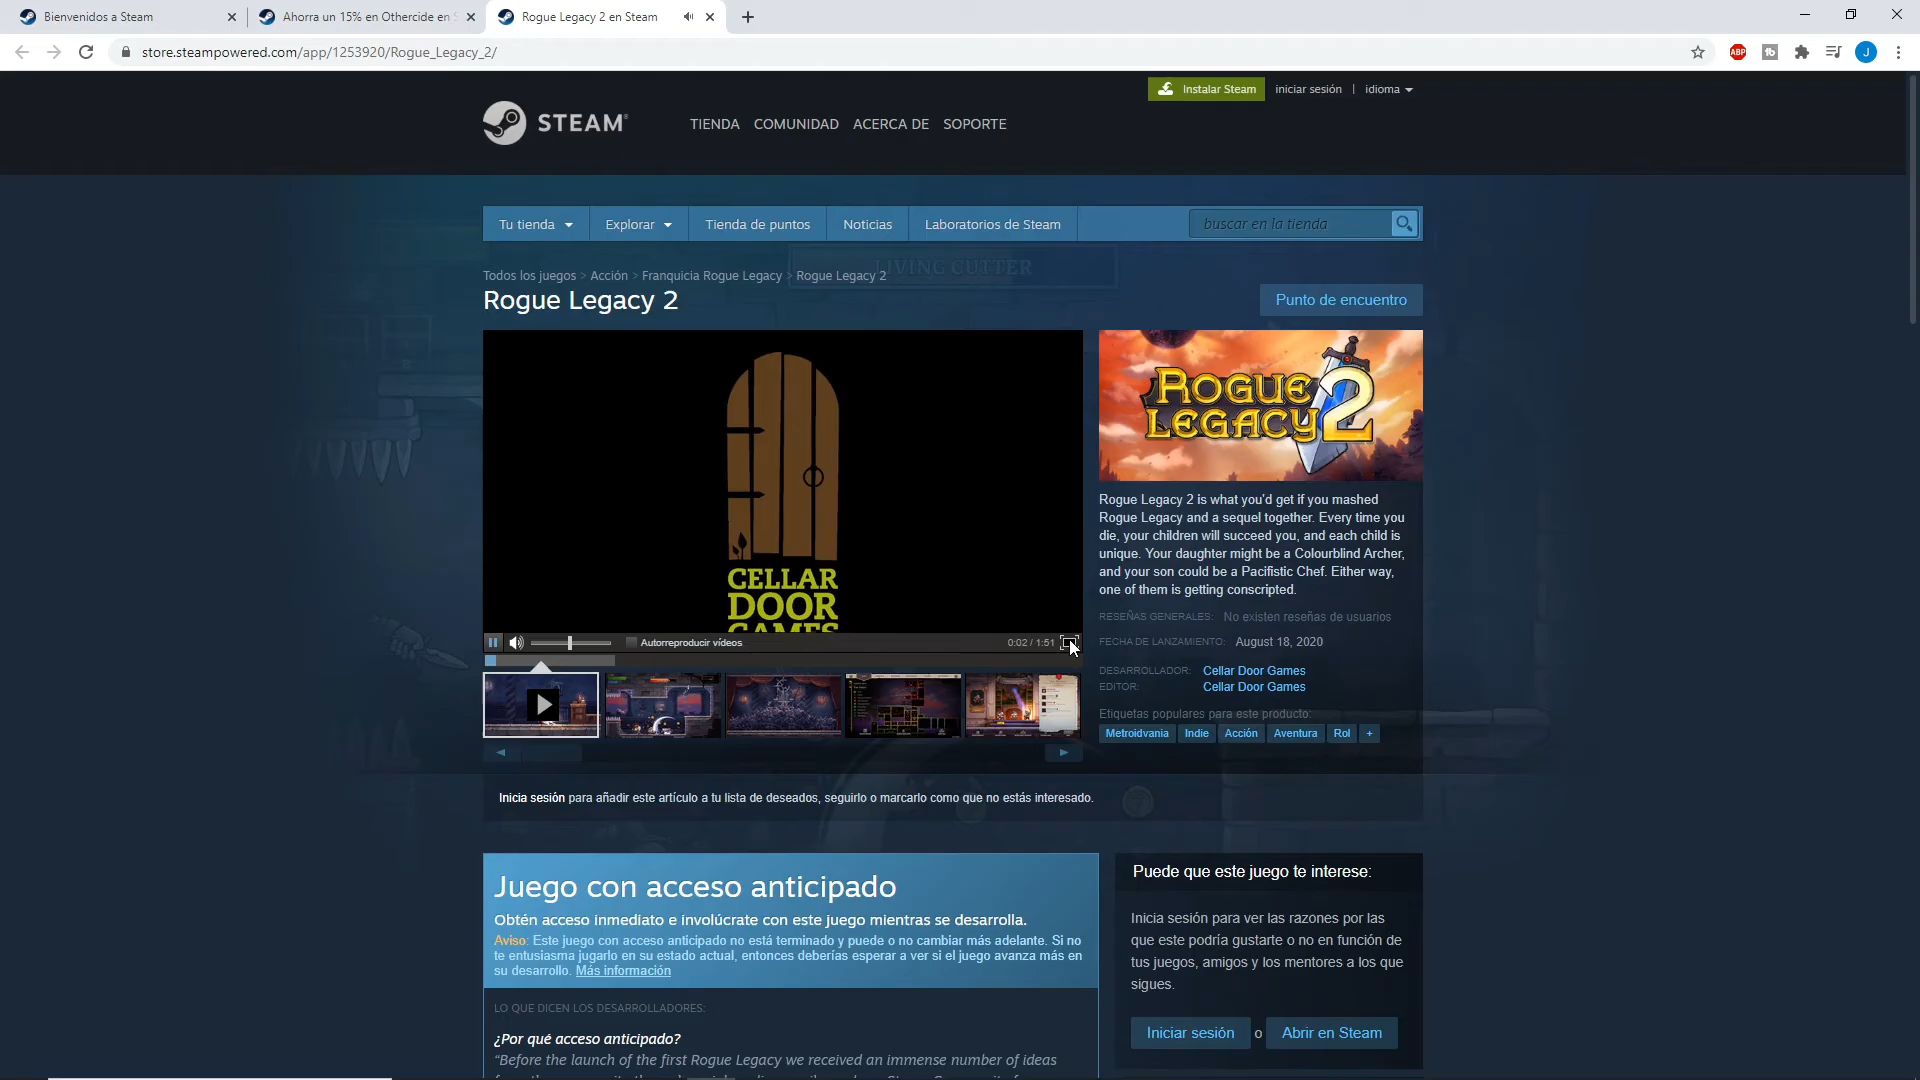 Bienvenidos a Steam
Ahorra un 15% en Othercide en S
Rogue Legacy 2 en Steam
store.steampowered.com/app/1253920/Rogue_Legacy_2/
ABP
tb
J
Instalar Steam
iniciar sesión | idioma
STEAM®
TIENDA COMUNIDAD ACERCA DE SOPORTE
Tu tienda Explorar Tienda de puntos Noticias Laboratorios de Steam
buscar en la tienda
LIVING CUTTER
Todos los juegos > Acción > Franquicia Rogue Legacy > Rogue Legacy 2
Rogue Legacy 2
Punto de encuentro
CELLAR
DOOR
GAMES
Autorreproducir vídeos
0:02 / 1:51
ROGUE
LEGACY 2
Rogue Legacy 2 is what you'd get if you mashed
Rogue Legacy and a sequel together. Every time you
die, your children will succeed you, and each child is
unique. Your daughter might be a Colourblind Archer,
and your son could be a Pacifistic Chef. Either way,
one of them is getting conscripted.
RESEÑAS GENERALES: No existen reseñas de usuarios
FECHA DE LANZAMIENTO: August 18, 2020
DESARROLLADOR: Cellar Door Games
EDITOR: Cellar Door Games
Etiquetas populares para este producto:
Metroidvania Indie Acción Aventura Rol +
Inicia sesión para añadir este artículo a tu lista de deseados, seguirlo o marcarlo como que no estás interesado.
Juego con acceso anticipado
Obtén acceso inmediato e involúcrate con este juego mientras se desarrolla.
Aviso: Este juego con acceso anticipado no está terminado y puede o no cambiar más adelante. Si no
te entusiasma jugarlo en su estado actual, entonces deberías esperar a ver si el juego avanza más en
su desarrollo. Más información
LO QUE DICEN LOS DESARROLLADORES:
¿Por qué acceso anticipado?
“Before the launch of the first Rogue Legacy we received an immense number of ideas
Puede que este juego te interese:
Inicia sesión para ver las razones por las
que este podría gustarte o no en función de
tus juegos, amigos y los mentores a los que
sigues.
Iniciar sesión o Abrir en Steam